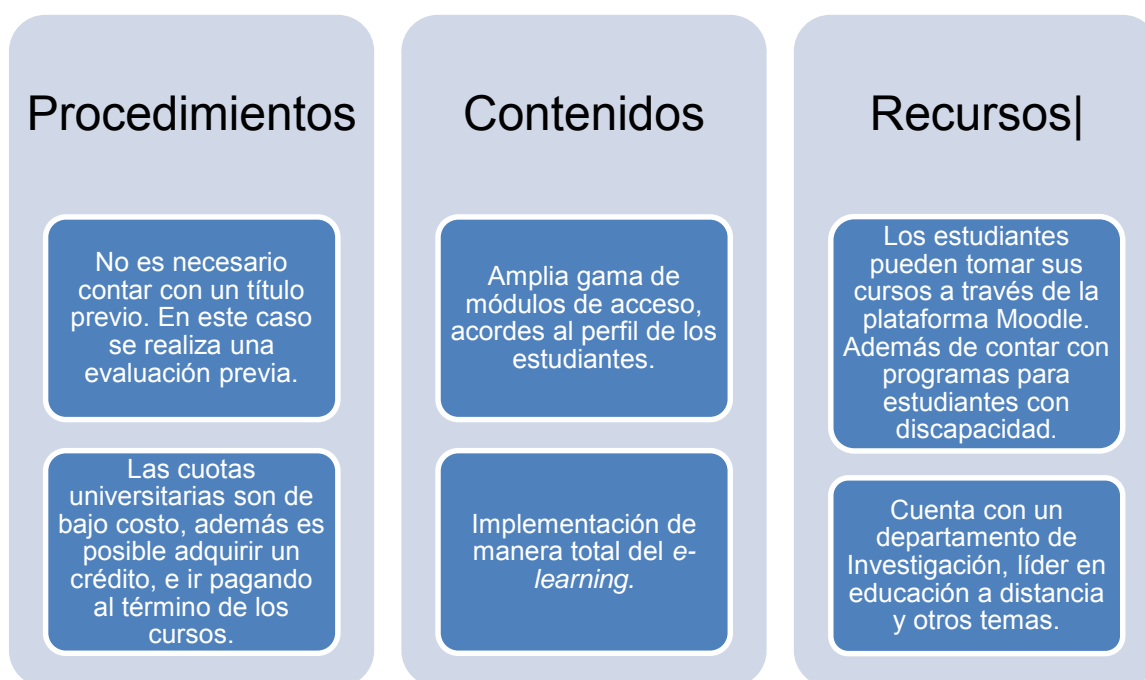 Procedimientos
No es necesario
contar con un título
previo. En este caso
se realiza una
evaluación previa.
Las cuotas
universitarias son de
bajo costo, además es
posible adquirir un
crédito, e ir pagando
al término de los
cursos.
Contenidos
Amplia gama de
módulos de acceso,
acordes al perfil de los
estudiantes.
Implementación de
manera total del e-
learning.
Recursos|
Los estudiantes
pueden tomar sus
cursos a través de la
plataforma Moodle.
Además de contar con
programas para
estudiantes con
discapacidad.
Cuenta con un
departamento de
Investigación, líder en
educación a distancia
y otros temas.